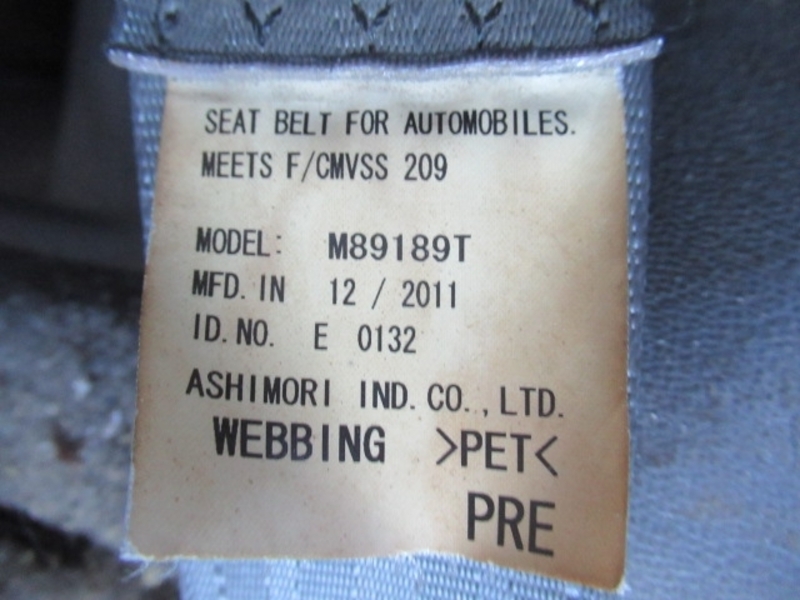 SEAT BELT FOR AUTOMOBILES.
MEETS F/CMVSS 209
MODEL: M89189T
MFD. IN 12 / 2011
ID. NO. E 0132
ASHIMORI IND. CO., LTD.
WEBBING >PET<
PRE